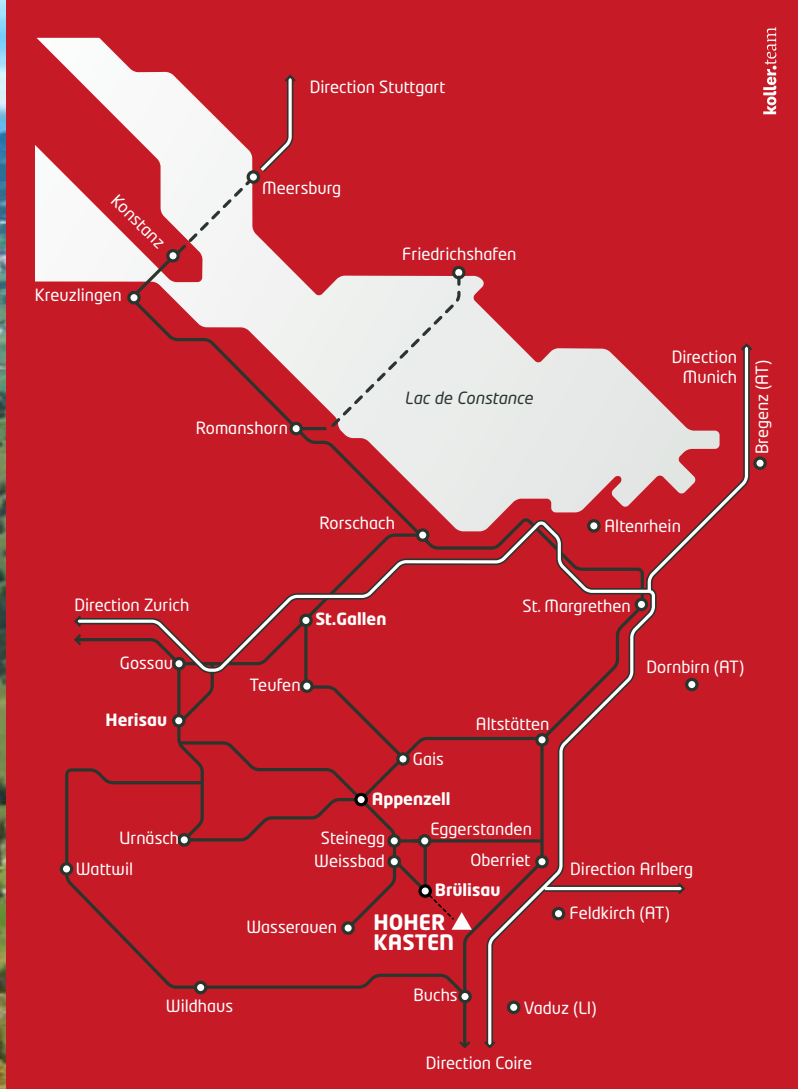 koller.team
Direction Stuttgart
Meersburg
Konstanz
Friedrichshafen
Kreuzlingen
Direction
Munich
Bregenz (AT)
Lac de Constance
Romanshorn
Rorschach
Altenrhein
Direction Zurich
St. Margrethen
St.Gallen
Gossau
Dornbirn (AT)
Teufen
Herisau
Altstätten
Gais
Appenzell
Urnäsch
Steinegg
Eggerstanden
Weissbad
Oberriet
Wattwil
Direction Arlberg
Brülisau
Feldkirch (AT)
Wasserauen
HOHER
KASTEN
Buchs
Vaduz (LI)
Wildhaus
Direction Coire